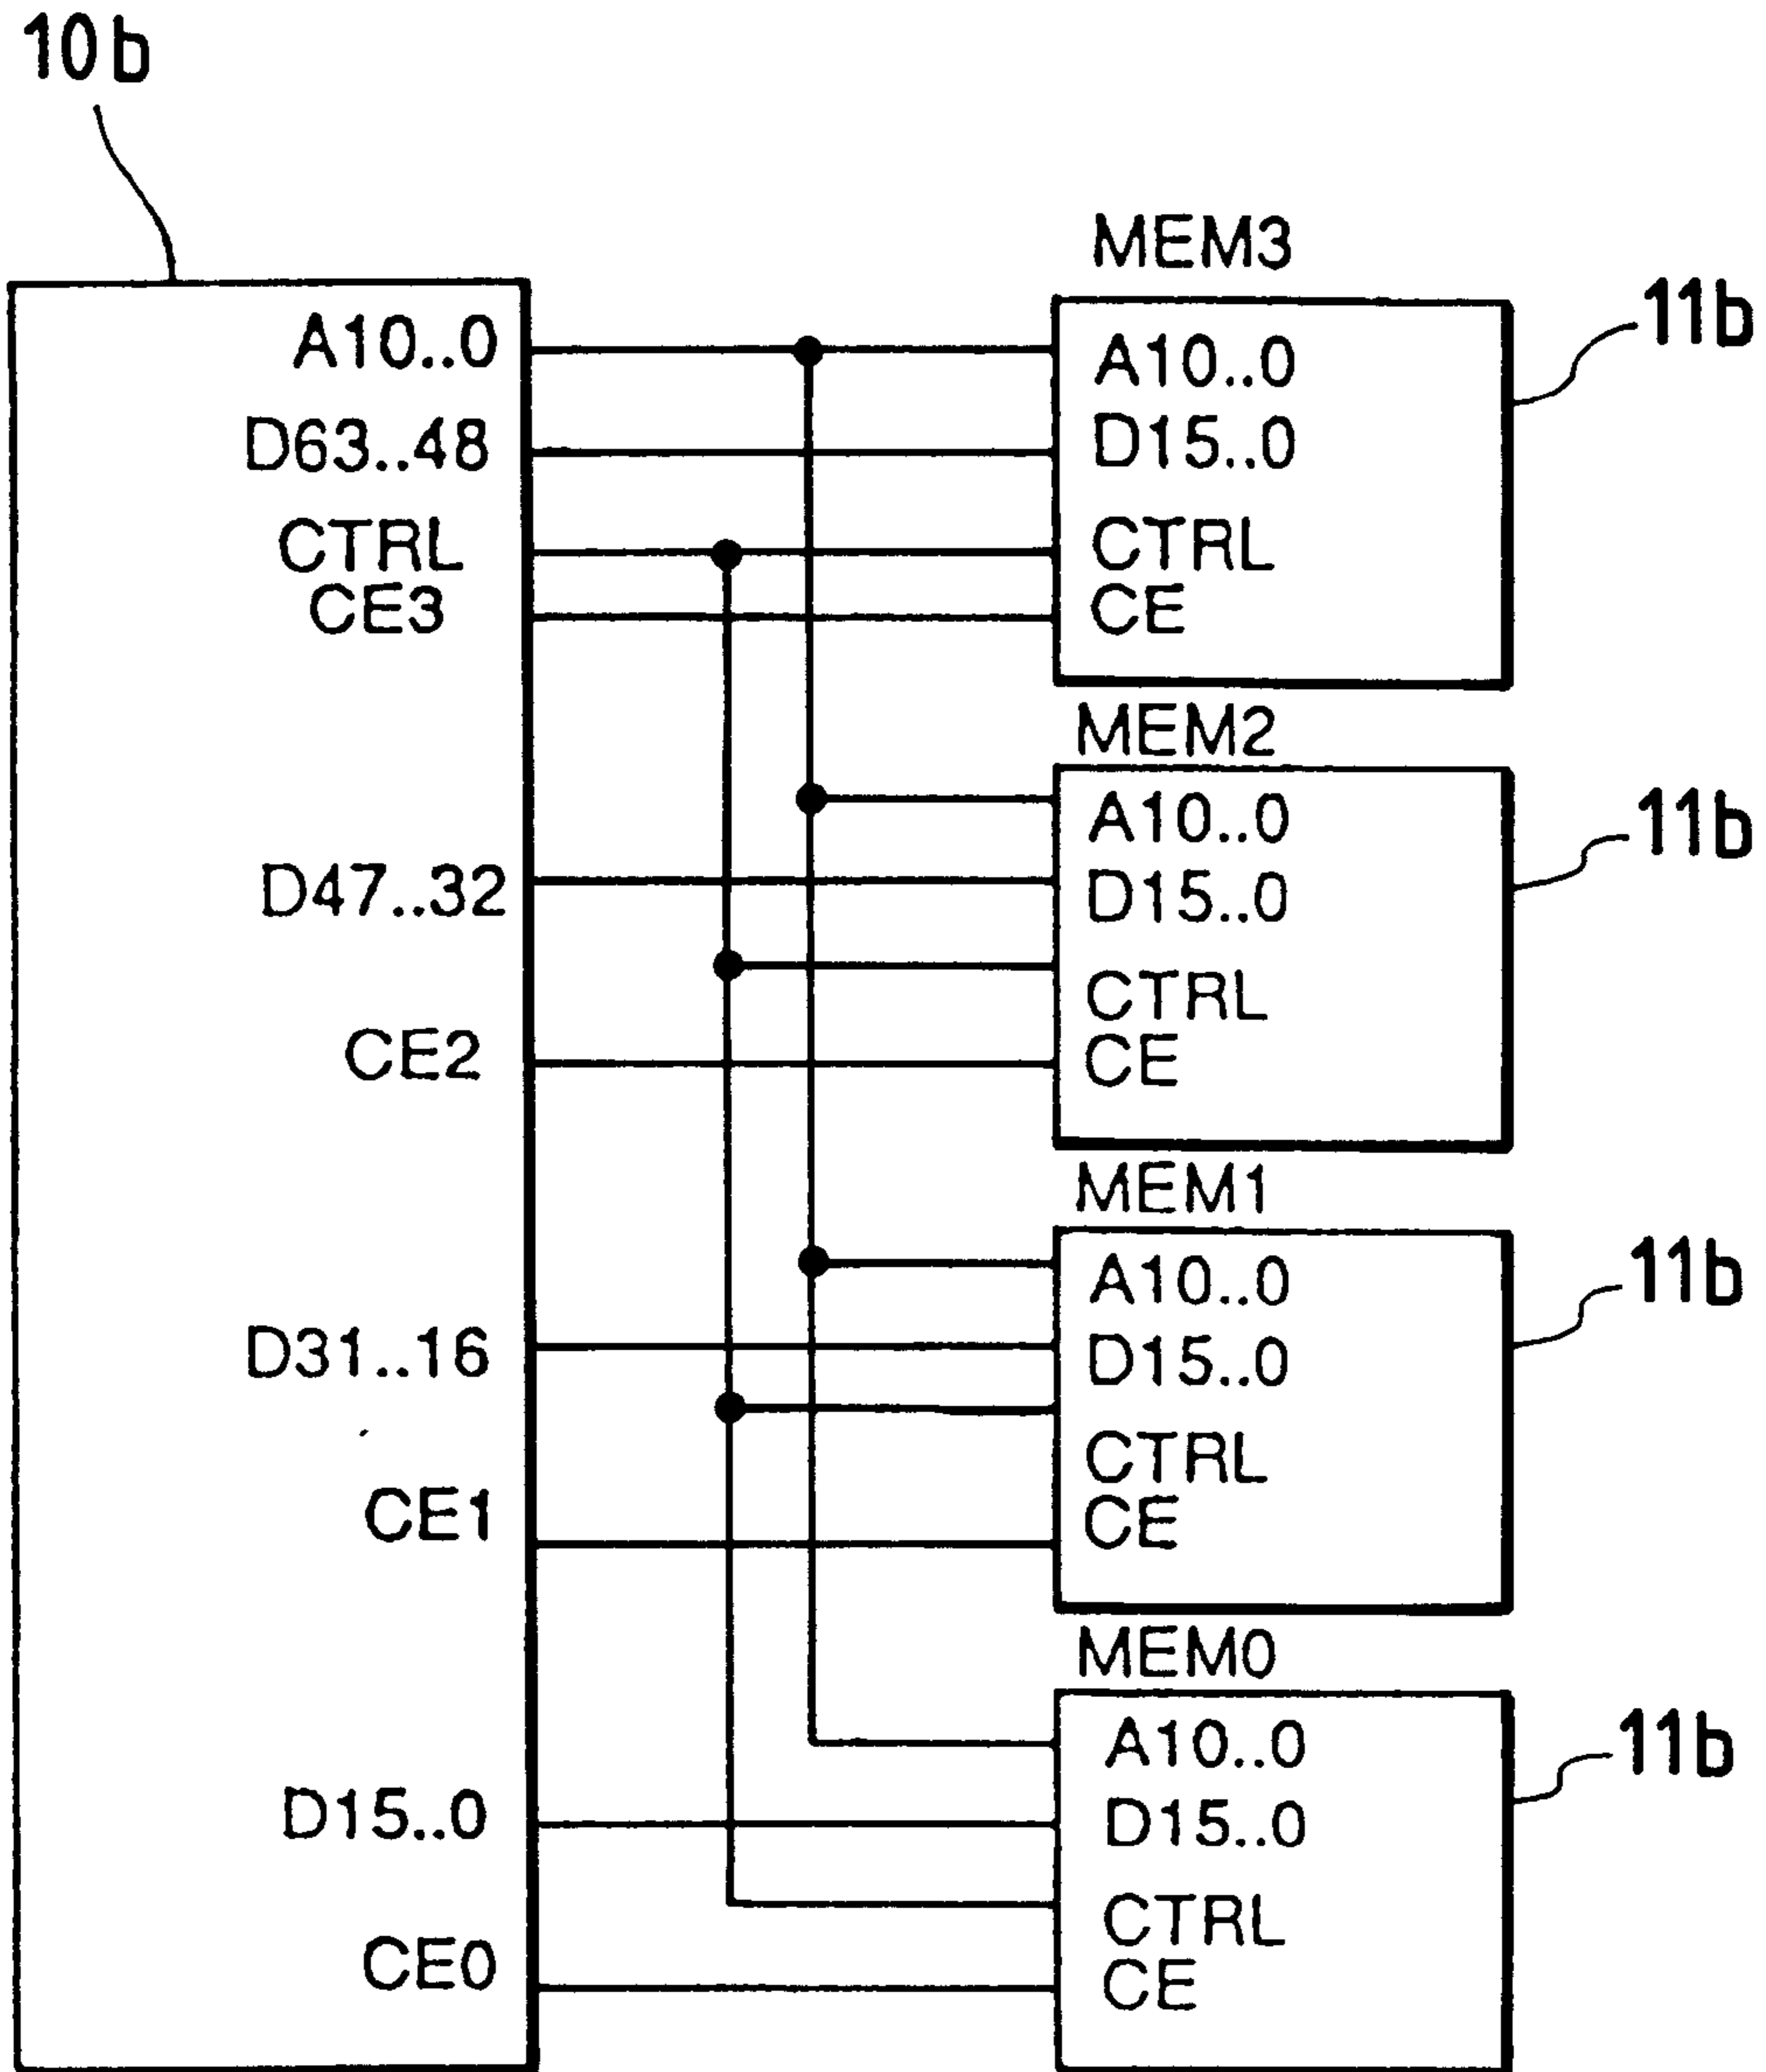 10b
A10..0
D63..48
CTRL
CE3
D47..32
CE2
D31..16
CE1
D15..0
CE0
MEM3
A10..0
D15..0
CTRL
CE
11b
MEM2
A10..0
D15..0
CTRL
CE
11b
MEM1
A10..0
D15..0
CTRL
CE
11b
MEM0
A10..0
D15..0
CTRL
CE
11b